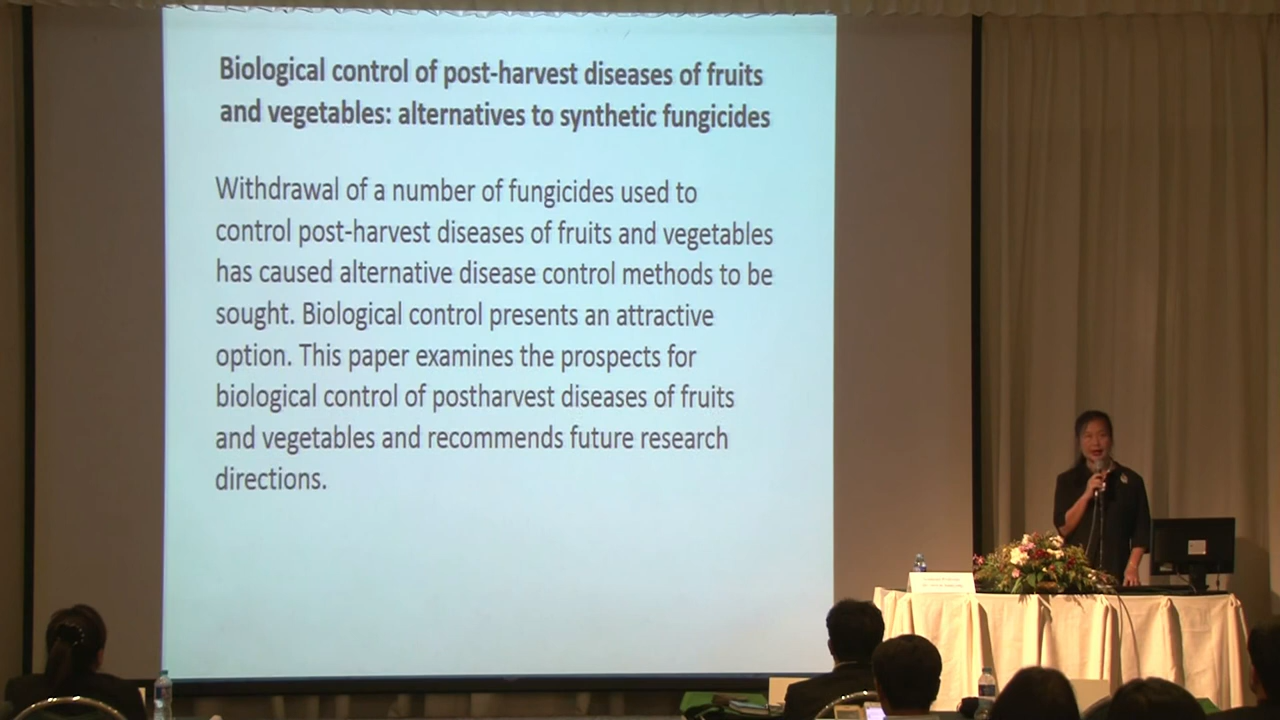 Biological control of post-harvest diseases of fruits
and vegetables: alternatives to synthetic fungicides
Withdrawal of a number of fungicides used to
control post-harvest diseases of fruits and vegetables
has caused alternative disease control methods to be
sought. Biological control presents an attractive
option. This paper examines the prospects for
biological control of postharvest diseases of fruits
and vegetables and recommends future research
directions.